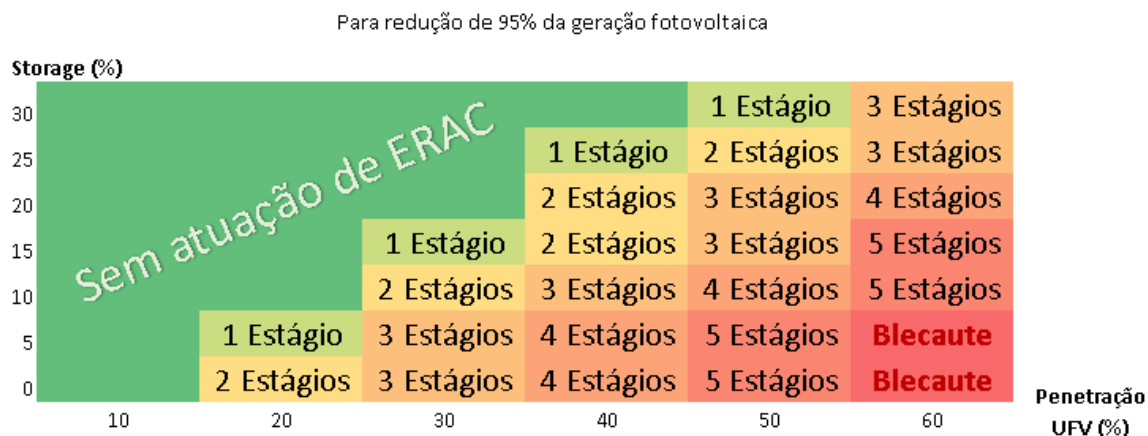 Para redução de 95% da geração fotovoltaica
Storage (%)
30 1 Estágio 3 Estágios
25 1 Estágio 2 Estágios 3 Estágios
20 2 Estágios 3 Estágios 4 Estágios
15 1 Estágio 2 Estágios 3 Estágios 5 Estágios
10 2 Estágios 3 Estágios 4 Estágios 5 Estágios
5 1 Estágio 3 Estágios 4 Estágios 5 Estágios Blecaute
0 2 Estágios 3 Estágios 4 Estágios 5 Estágios Blecaute
Sem atuação de ERAC
10 20 30 40 50 60
Penetração
UFV (%)